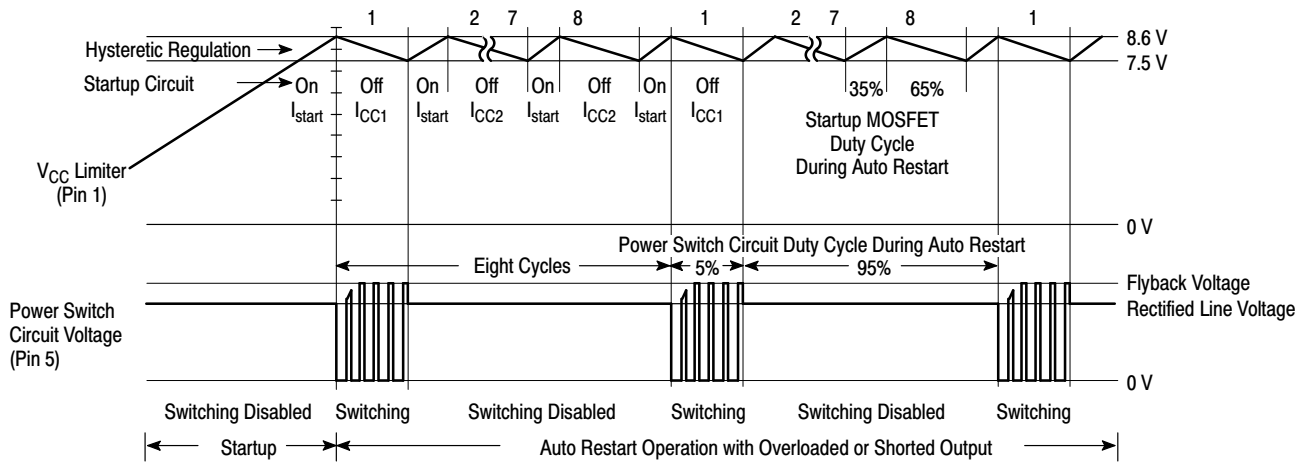 1 2 7 8 1 2 7 8 1
Hysteretic Regulation
8.6 V
7.5 V
Startup Circuit
On Off On Off On Off On Off
I_start I_CC1 I_start I_CC2 I_start I_CC2 I_start I_CC1
35% 65%
Startup MOSFET
Duty Cycle
During Auto Restart
V_CC Limiter
(Pin 1)
0 V
Power Switch Circuit Duty Cycle During Auto Restart
Eight Cycles 5% 95%
Flyback Voltage
Rectified Line Voltage
Power Switch
Circuit Voltage
(Pin 5)
0 V
Switching Disabled Switching Switching Disabled Switching Switching Disabled Switching
Startup Auto Restart Operation with Overloaded or Shorted Output